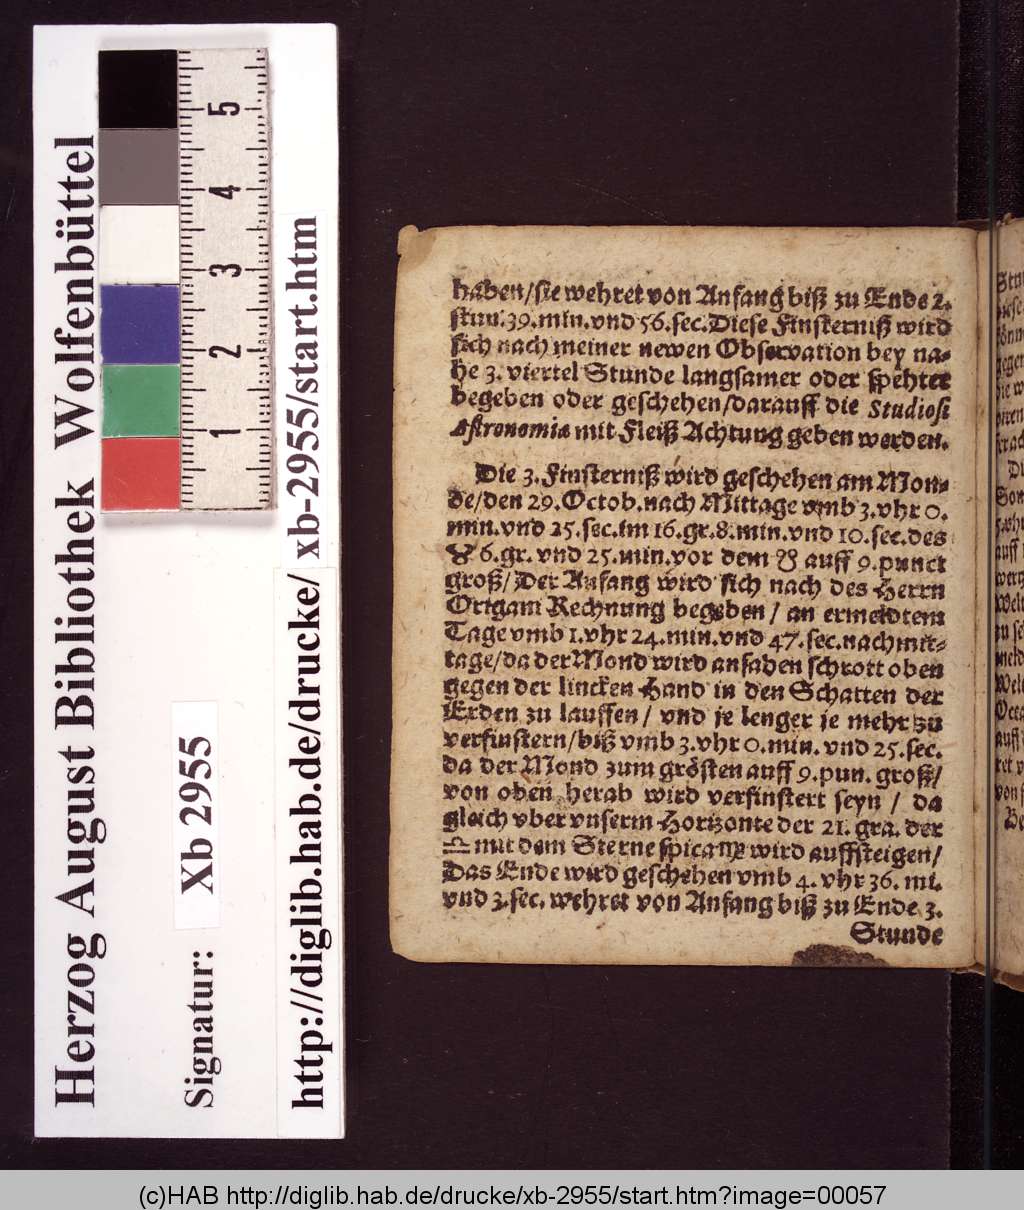 Herzog August Bibliothek Wolfenbüttel
Signatur: Xb 2955
http://diglib.hab.de/drucke/ xb-2955/start.htm
1 2 3 4 5
haben/sie wehret von Anfang biß zu Ende 2.
stun. 39. min. vnd 56. sec. Diese Finsterniß wird
sich nach meiner newen Observation bey na-
he 3. viertel Stunde langsamer oder spehter
begeben oder geschehen/darauff die Studiosi
Astronomiæ mit Fleiß Achtung geben werden.
Die 3. Finsterniß wird geschehen am Mon-
de/den 29. Octob. nach Mittage vmb 3. vhr 0.
min. vnd 25. sec. im 16. gr. 8. min. vnd 10. sec. des
♉ 6. gr. vnd 25. min. vor dem ☋ auff 9. punct
groß/ Der Anfang wird sich nach des Herrn
Origani Rechnung begeben / an ermeldtem
Tage vmb 1. vhr 24. min. vnd 47. sec. nachmit-
tage/da der Mond wird anfahen schrott oben
gegen der lincken Hand in den Schatten der
Erden zu lauffen / vnd je lenger je mehr zu
verfinstern/biß vmb 3. vhr 0. min. vnd 25. sec.
da der Mond zum grösten auff 9. pun. groß/
von oben herab wird verfinstert seyn / da
gleich vber vnserm Horizonte der 21. gra. der
♎ mit dem Sterne spica ♍ wird auffsteigen/
Das Ende wird geschehen vmb 4. vhr 36. mi.
vnd 3. sec. wehret von Anfang biß zu Ende 3.
Stunde
(c)HAB http://diglib.hab.de/drucke/xb-2955/start.htm?image=00057